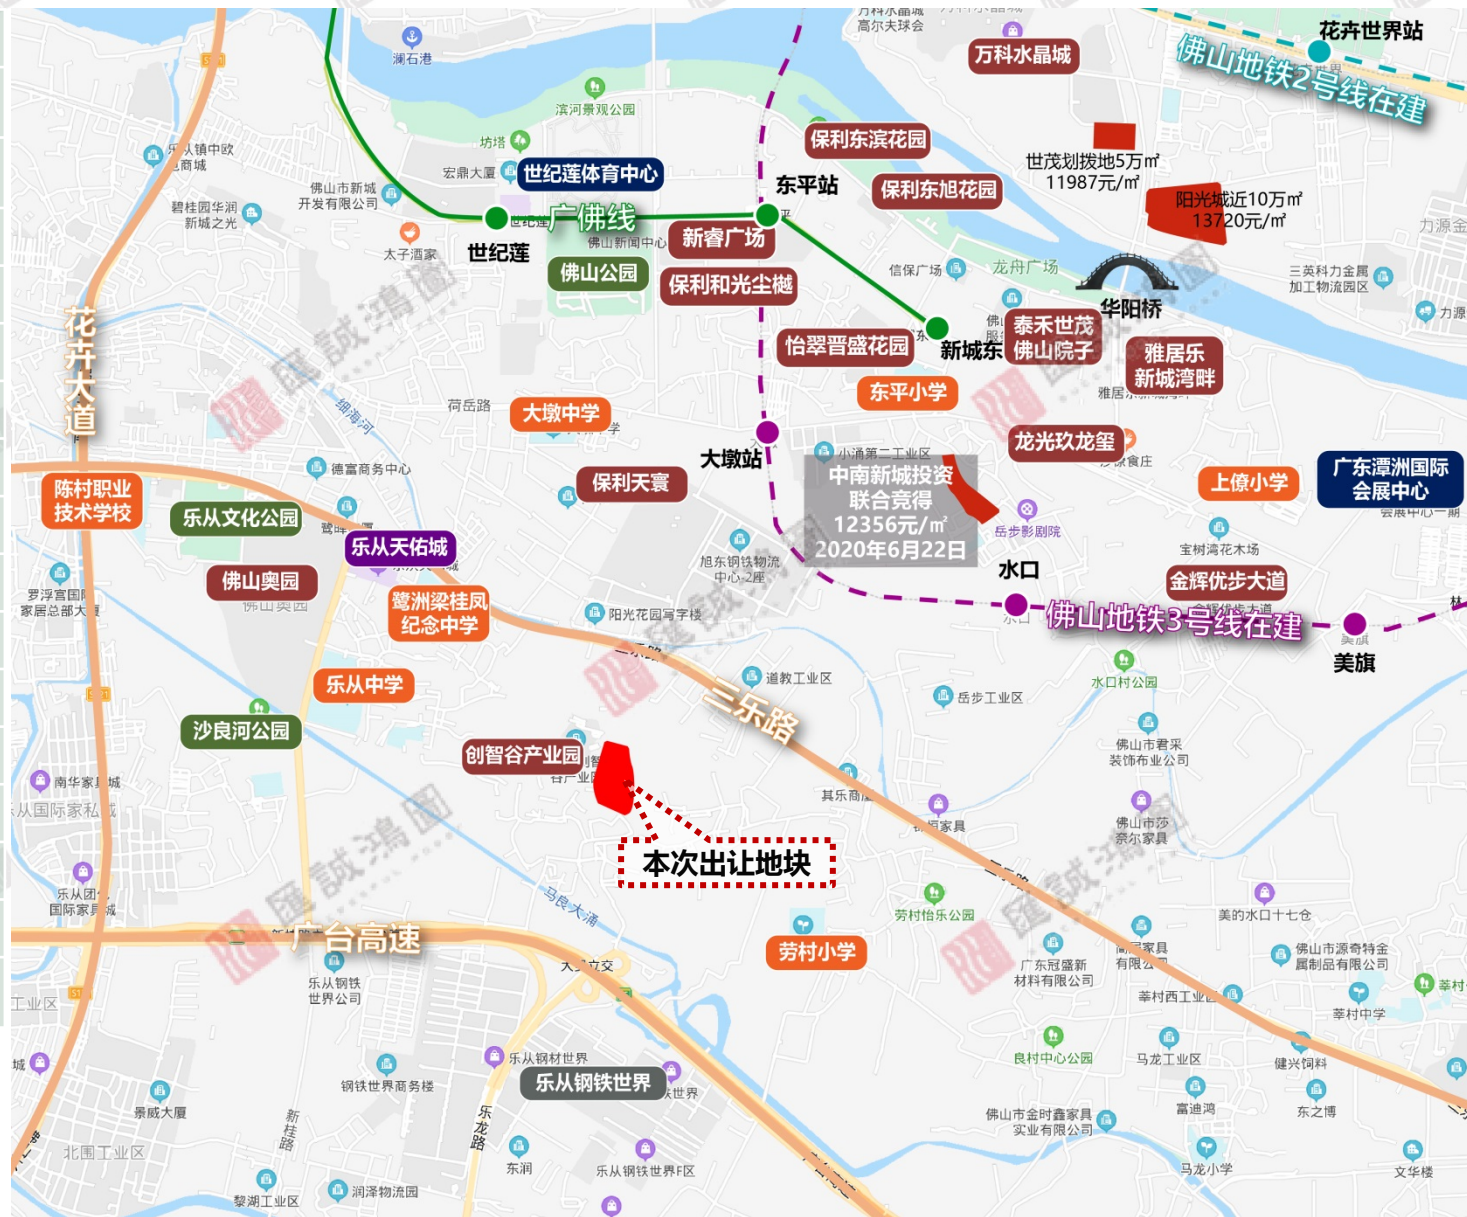 万科水晶城
高尔夫球会
花卉世界站
澜石港
万科水晶城
佛山地铁2号线在建
滨河景观公园
坊塔
保利东滨花园
世茂划拨地5万㎡
11987元/㎡
宏鼎大厦
世纪莲体育中心
东平站
保利东旭花园
阳光城近10万㎡
13720元/㎡
佛山市新城
开发有限公司
碧桂园华润
新城之光
世纪莲
广佛线
佛山新闻中心
新睿广场
太子酒家
佛山公园
保利和光尘樾
信保广场
龙舟广场
三英科力金属
加工物流园区
华阳桥
力源
花卉大道
怡翠晋盛花园
新城东
泰禾世茂
佛山院子
雅居乐
新城湾畔
东平小学
细海河
荷岳路
大墩中学
大墩站
龙光玖龙玺
小涌第二工业区
德富商务中心
保利天寰
中南新城投资
联合竞得
12356元/㎡
2020年6月22日
上僚小学
广东潭洲国际
会展中心
陈村职业
技术学校
乐从文化公园
岳步影剧院
宝树湾花木场
乐从天佑城
旭东钢铁物流
中心-2座
水口
佛山奥园
佛山奥园
罗浮宫国际
家居总部大厦
鹭洲梁桂凤
纪念中学
阳光花园写字楼
金辉优步大道
佛山地铁3号线在建
美旗
三乐路
乐从中学
道教工业区
水口村公园
岳步工业区
三乐路
沙良河公园
创智谷产业园
佛山市君采
装饰布业公司
南华家具城
乐从国际家私城
其乐商厦
佛山市莎
奈尔家具
本次出让地块
乐从团亿
国际家具城
马良大涌
劳村怡乐公园
美的水口十七仓
广台高速
劳村小学
大吴立交
广东冠盛新
材料有限公司
佛山市源奇特金
属制品有限公司
乐从钢铁
世界公司
莘村西工业园
莘村中学
工业区
乐从钢材世界
良村中心公园
马龙工业区
健兴饲料
钢铁世界商务楼
乐从钢铁世界
景威大厦
新桂路
乐龙路
富迪鸿
东之博
佛山市金时鑫家具
实业有限公司
北围工业区
东润
乐从钢铁世界F区
马龙小学
文华楼
黎湖工业区
润泽物流园
匯誠鴻圖